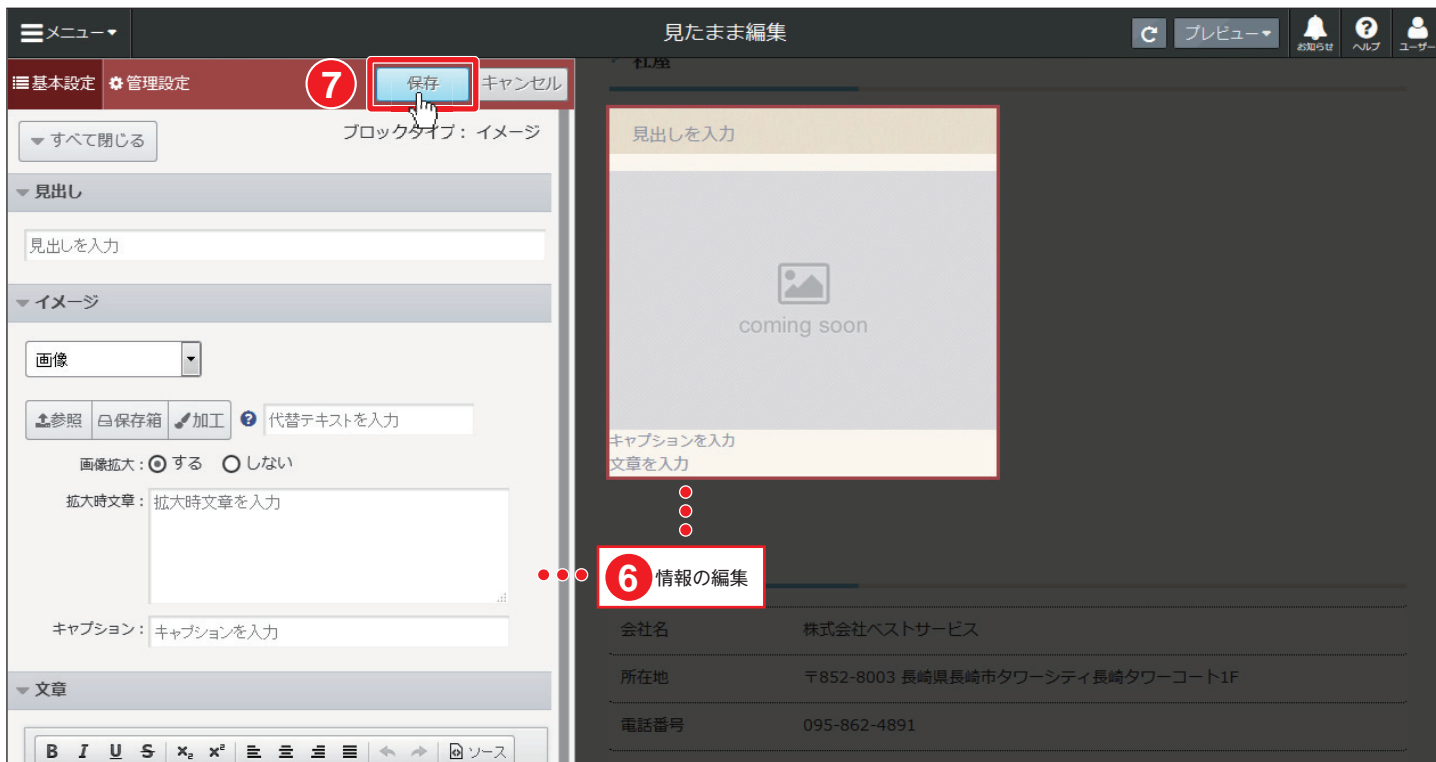 メニュー
見たまま編集
プレビュー
お知らせ
ヘルプ
ユーザー
基本設定
管理設定
7
保存
キャンセル
社屋
すべて閉じる
ブロックタイプ： イメージ
見出し
見出しを入力
イメージ
画像
参照
保存箱
加工
代替テキストを入力
画像拡大： する しない
拡大時文章： 拡大時文章を入力
キャプション： キャプションを入力
文章
B I U S x₂ x² ソース
見出しを入力
coming soon
キャプションを入力
文章を入力
6 情報の編集
会社名 株式会社ベストサービス
所在地 〒852-8003 長崎県長崎市タワーシティ長崎タワーコート1F
電話番号 095-862-4891